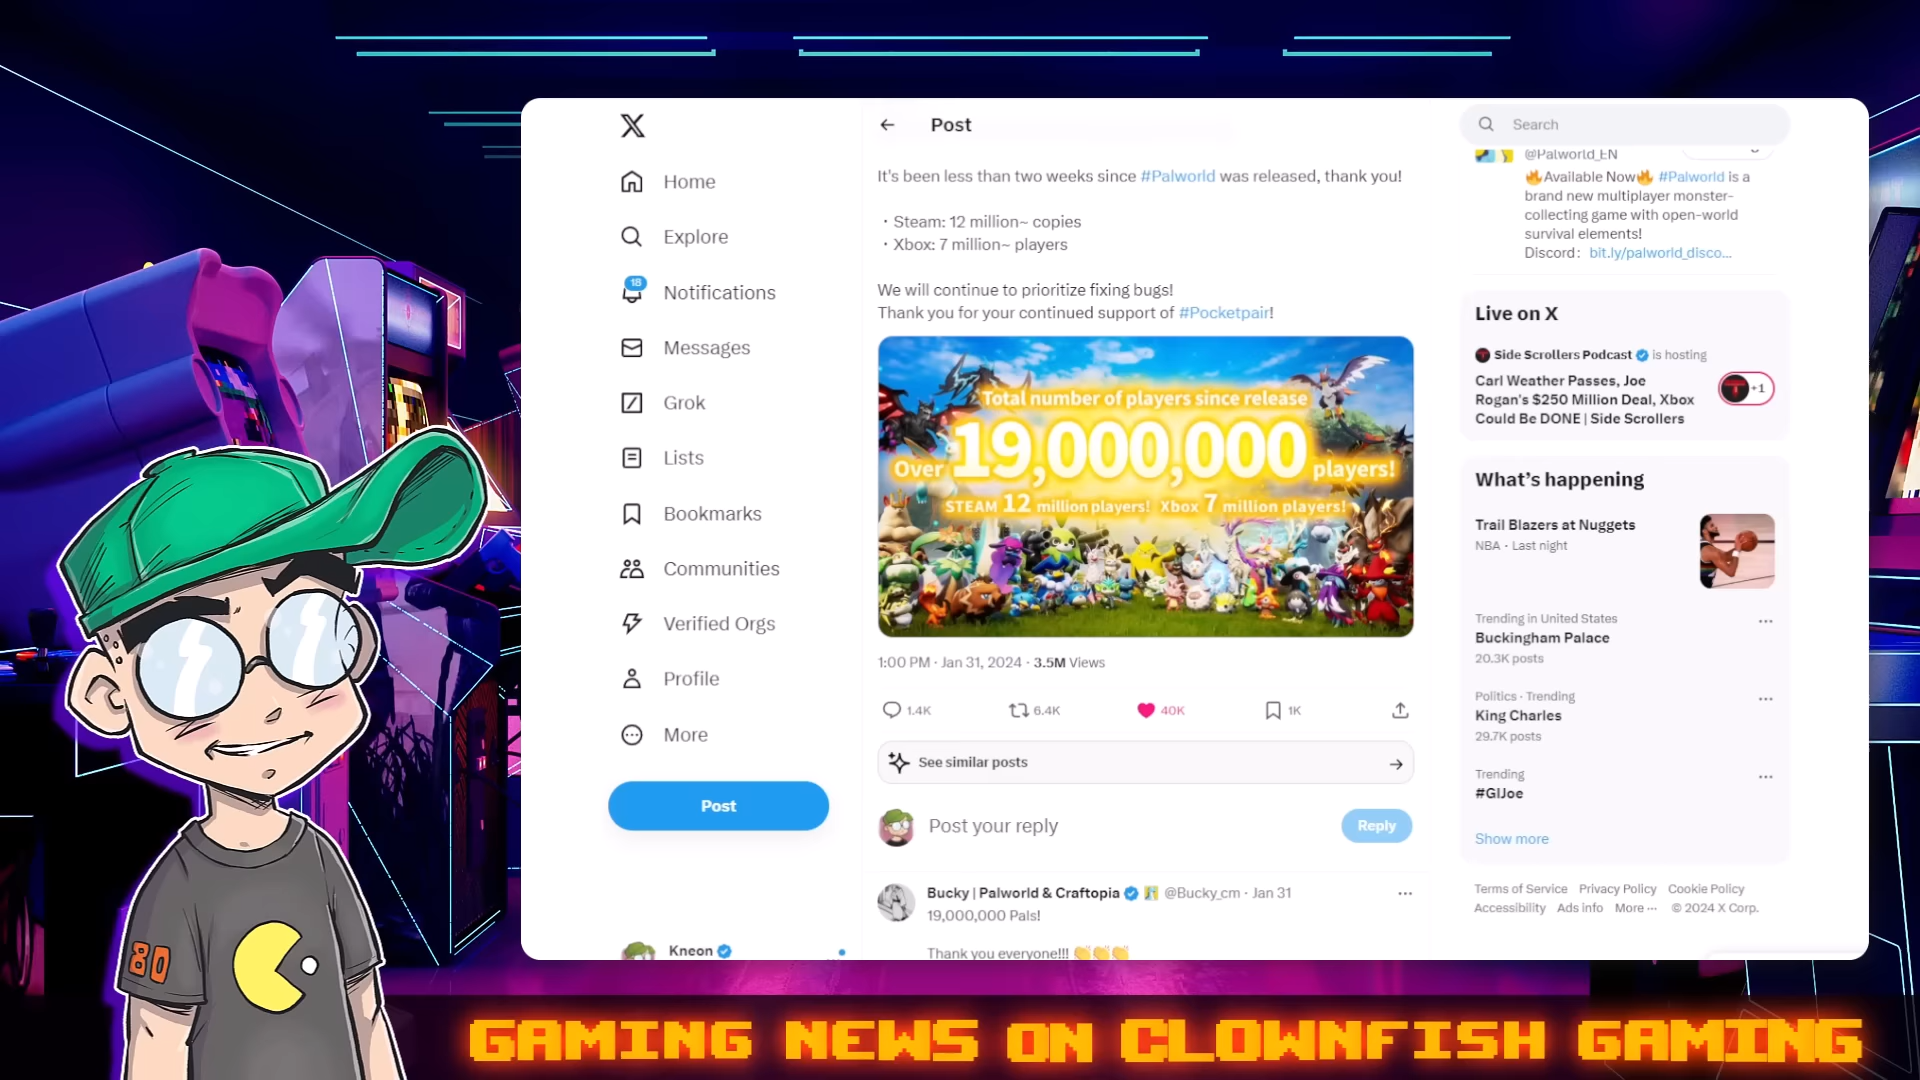 X
Home
Explore
18
Notifications
Messages
Grok
Lists
Bookmarks
Communities
Verified Orgs
Profile
More
Post
Kneon
Post
It's been less than two weeks since #Palworld was released, thank you!
・Steam: 12 million~ copies
・Xbox: 7 million~ players
We will continue to prioritize fixing bugs!
Thank you for your continued support of #Pocketpair!
Total number of players since release
Over 19,000,000 players!
STEAM 12 million players! Xbox 7 million players!
1:00 PM · Jan 31, 2024 · 3.5M Views
1.4K 6.4K 40K 1K
See similar posts
Post your reply
Reply
Bucky | Palworld & Craftopia @Bucky_cm · Jan 31
19,000,000 Pals!
Thank you everyone!!! 👏👏👏
Search
@Palworld_EN
🔥Available Now🔥 #Palworld is a
brand new multiplayer monster-
collecting game with open-world
survival elements!
Discord： bit.ly/palworld_disco…
Live on X
Side Scrollers Podcast is hosting
Carl Weather Passes, Joe
Rogan's $250 Million Deal, Xbox
Could Be DONE | Side Scrollers
+1
What’s happening
Trail Blazers at Nuggets
NBA · Last night
Trending in United States
Buckingham Palace
20.3K posts
Politics · Trending
King Charles
29.7K posts
Trending
#GIJoe
Show more
Terms of Service Privacy Policy Cookie Policy
Accessibility Ads info More ··· © 2024 X Corp.
80
GAMING NEWS ON CLOWNFISH GAMING